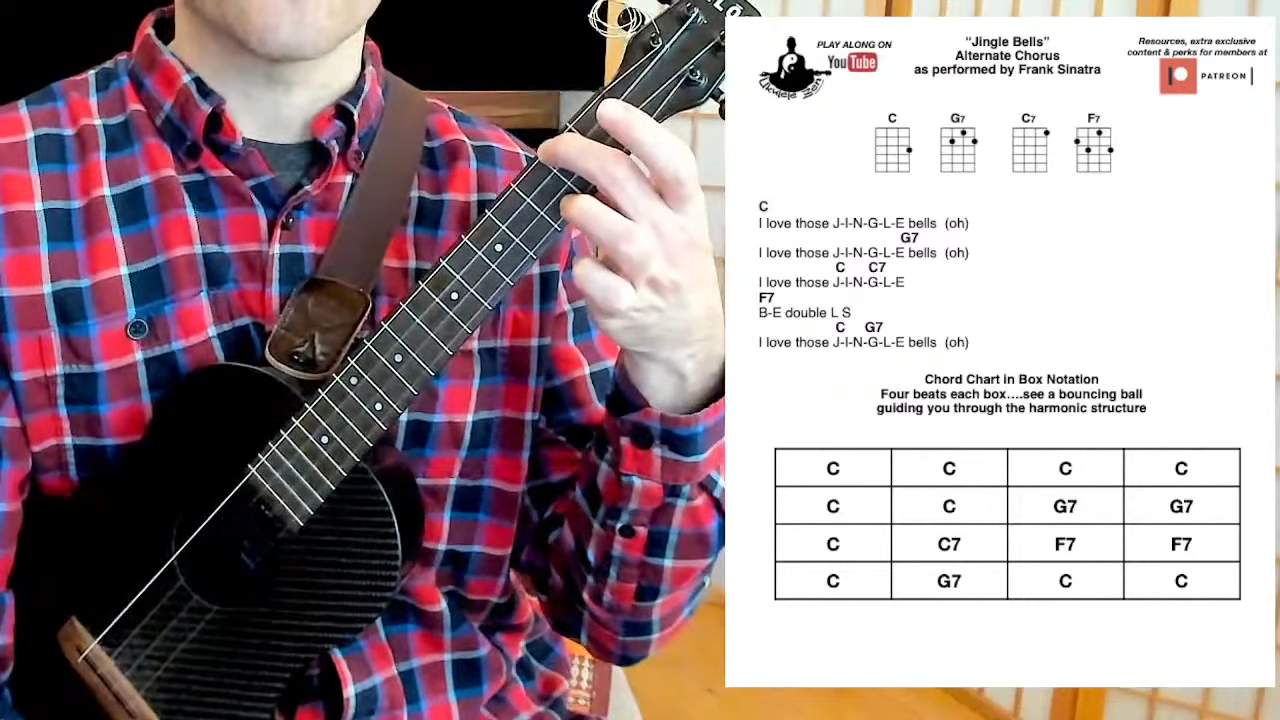 PLAY ALONG ON
YouTube
Ukulele Zen
"Jingle Bells"
Alternate Chorus
as performed by Frank Sinatra
Resources, extra exclusive
content & perks for members at
PATREON
C G7 C7 F7
C
I love those J-I-N-G-L-E bells (oh)
G7
I love those J-I-N-G-L-E bells (oh)
C C7
I love those J-I-N-G-L-E
F7
B-E double L S
C G7
I love those J-I-N-G-L-E bells (oh)
Chord Chart in Box Notation
Four beats each box....see a bouncing ball
guiding you through the harmonic structure
C C C C
C C G7 G7
C C7 F7 F7
C G7 C C